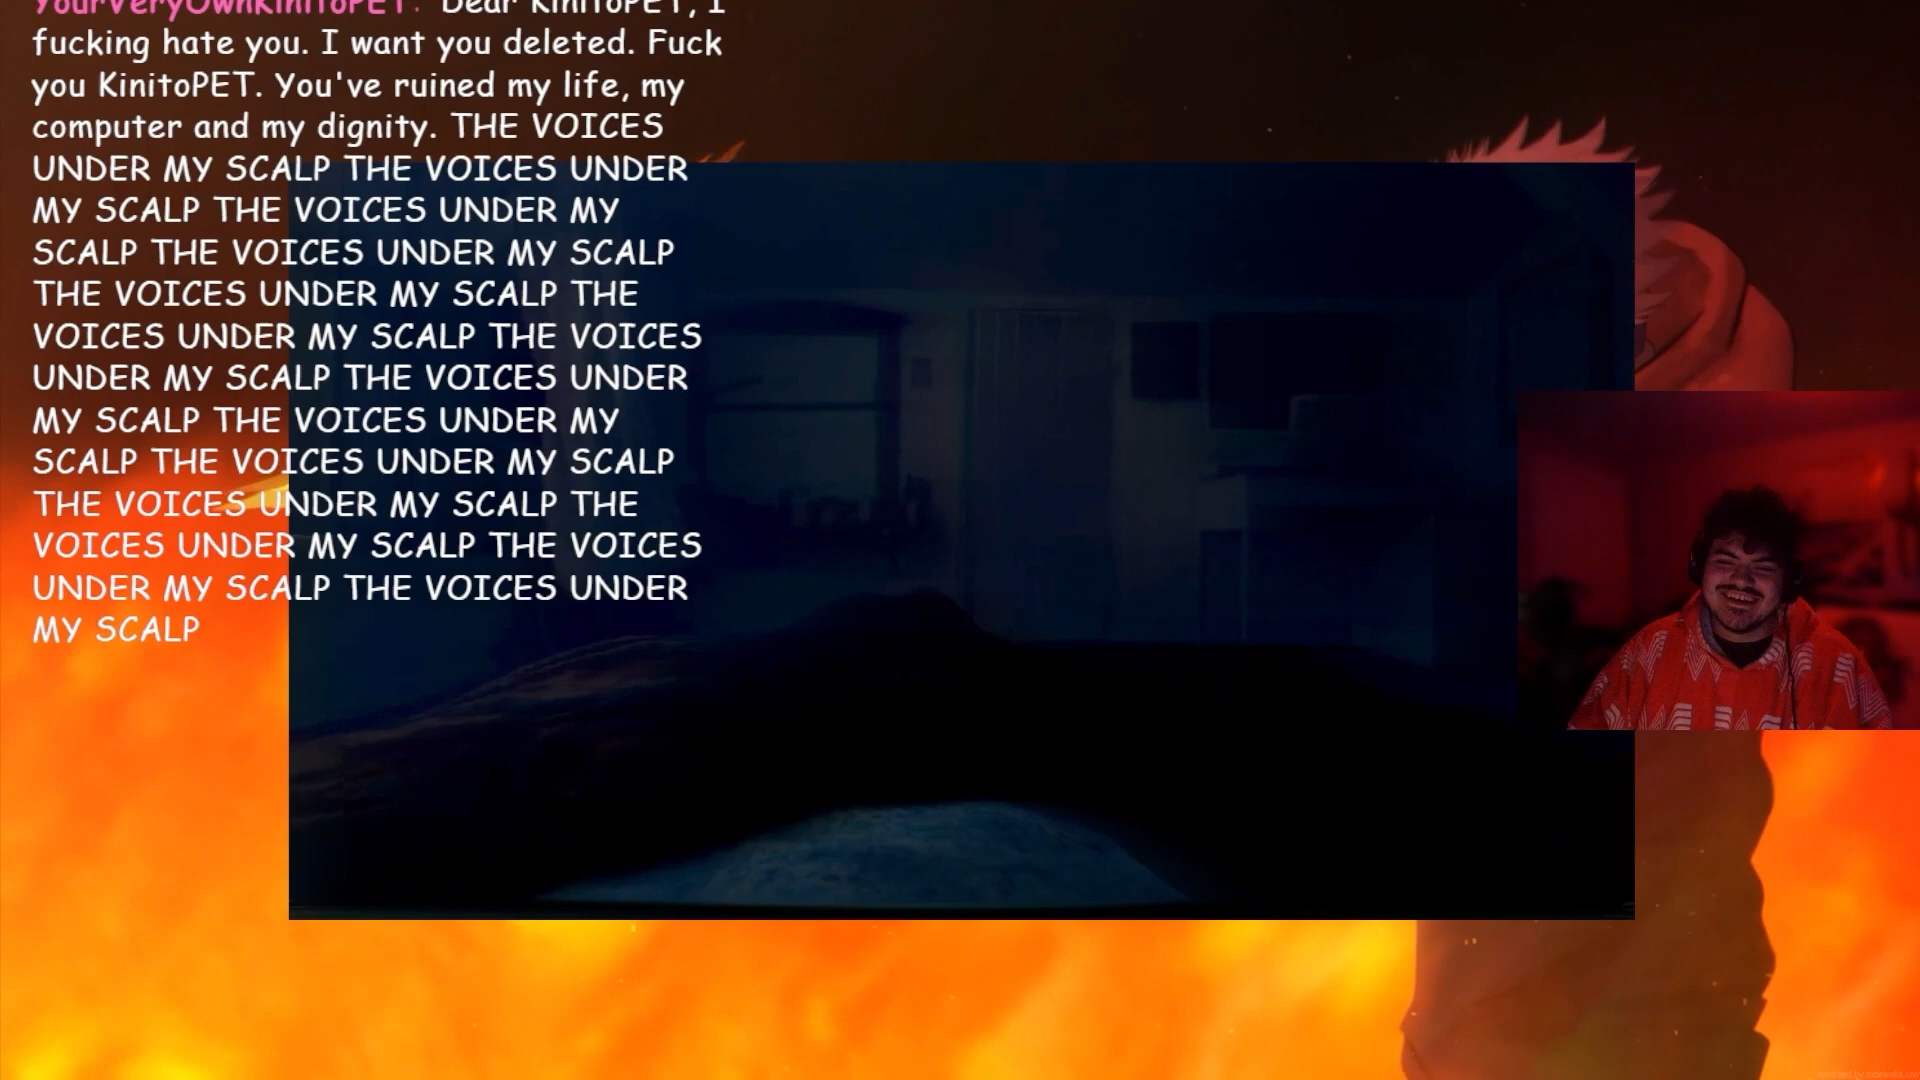 YourVeryOwnKinitoPET: Dear KinitoPET, I
fucking hate you. I want you deleted. Fuck
you KinitoPET. You've ruined my life, my
computer and my dignity. THE VOICES
UNDER MY SCALP THE VOICES UNDER
MY SCALP THE VOICES UNDER MY
SCALP THE VOICES UNDER MY SCALP
THE VOICES UNDER MY SCALP THE
VOICES UNDER MY SCALP THE VOICES
UNDER MY SCALP THE VOICES UNDER
MY SCALP THE VOICES UNDER MY
SCALP THE VOICES UNDER MY SCALP
THE VOICES UNDER MY SCALP THE
VOICES UNDER MY SCALP THE VOICES
UNDER MY SCALP THE VOICES UNDER
MY SCALP